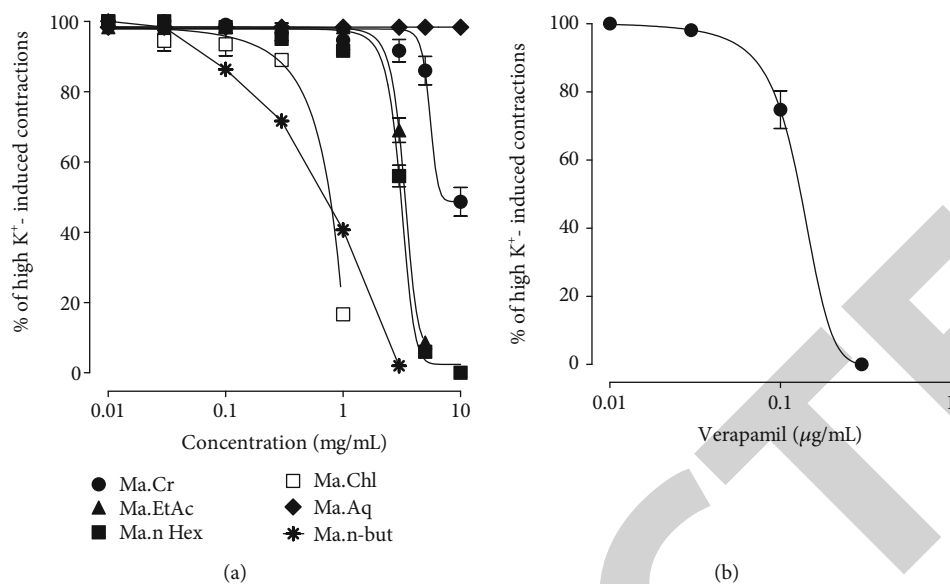 100
80
60
40
20
0
% of high K⁺- induced contractions
0.01 0.1 1 10
Concentration (mg/mL)
Ma.Cr
Ma.EtAc
Ma.n Hex
Ma.Chl
Ma.Aq
Ma.n-but
(a)
100
80
60
40
20
0
% of high K⁺- induced contractions
0.01 0.1 1
Verapamil (μg/mL)
(b)
CTE